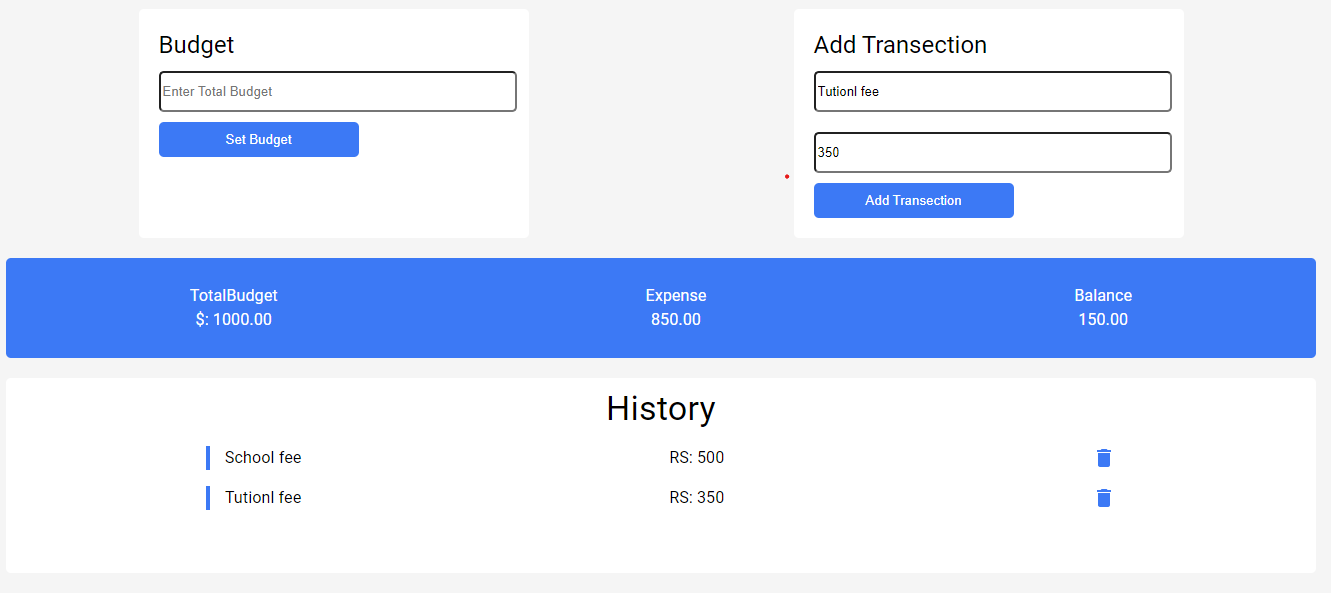 Budget
Enter Total Budget
Set Budget
Add Transection
Tutionl fee
350
Add Transection
TotalBudget
$: 1000.00
Expense
850.00
Balance
150.00
History
School fee RS: 500
Tutionl fee RS: 350